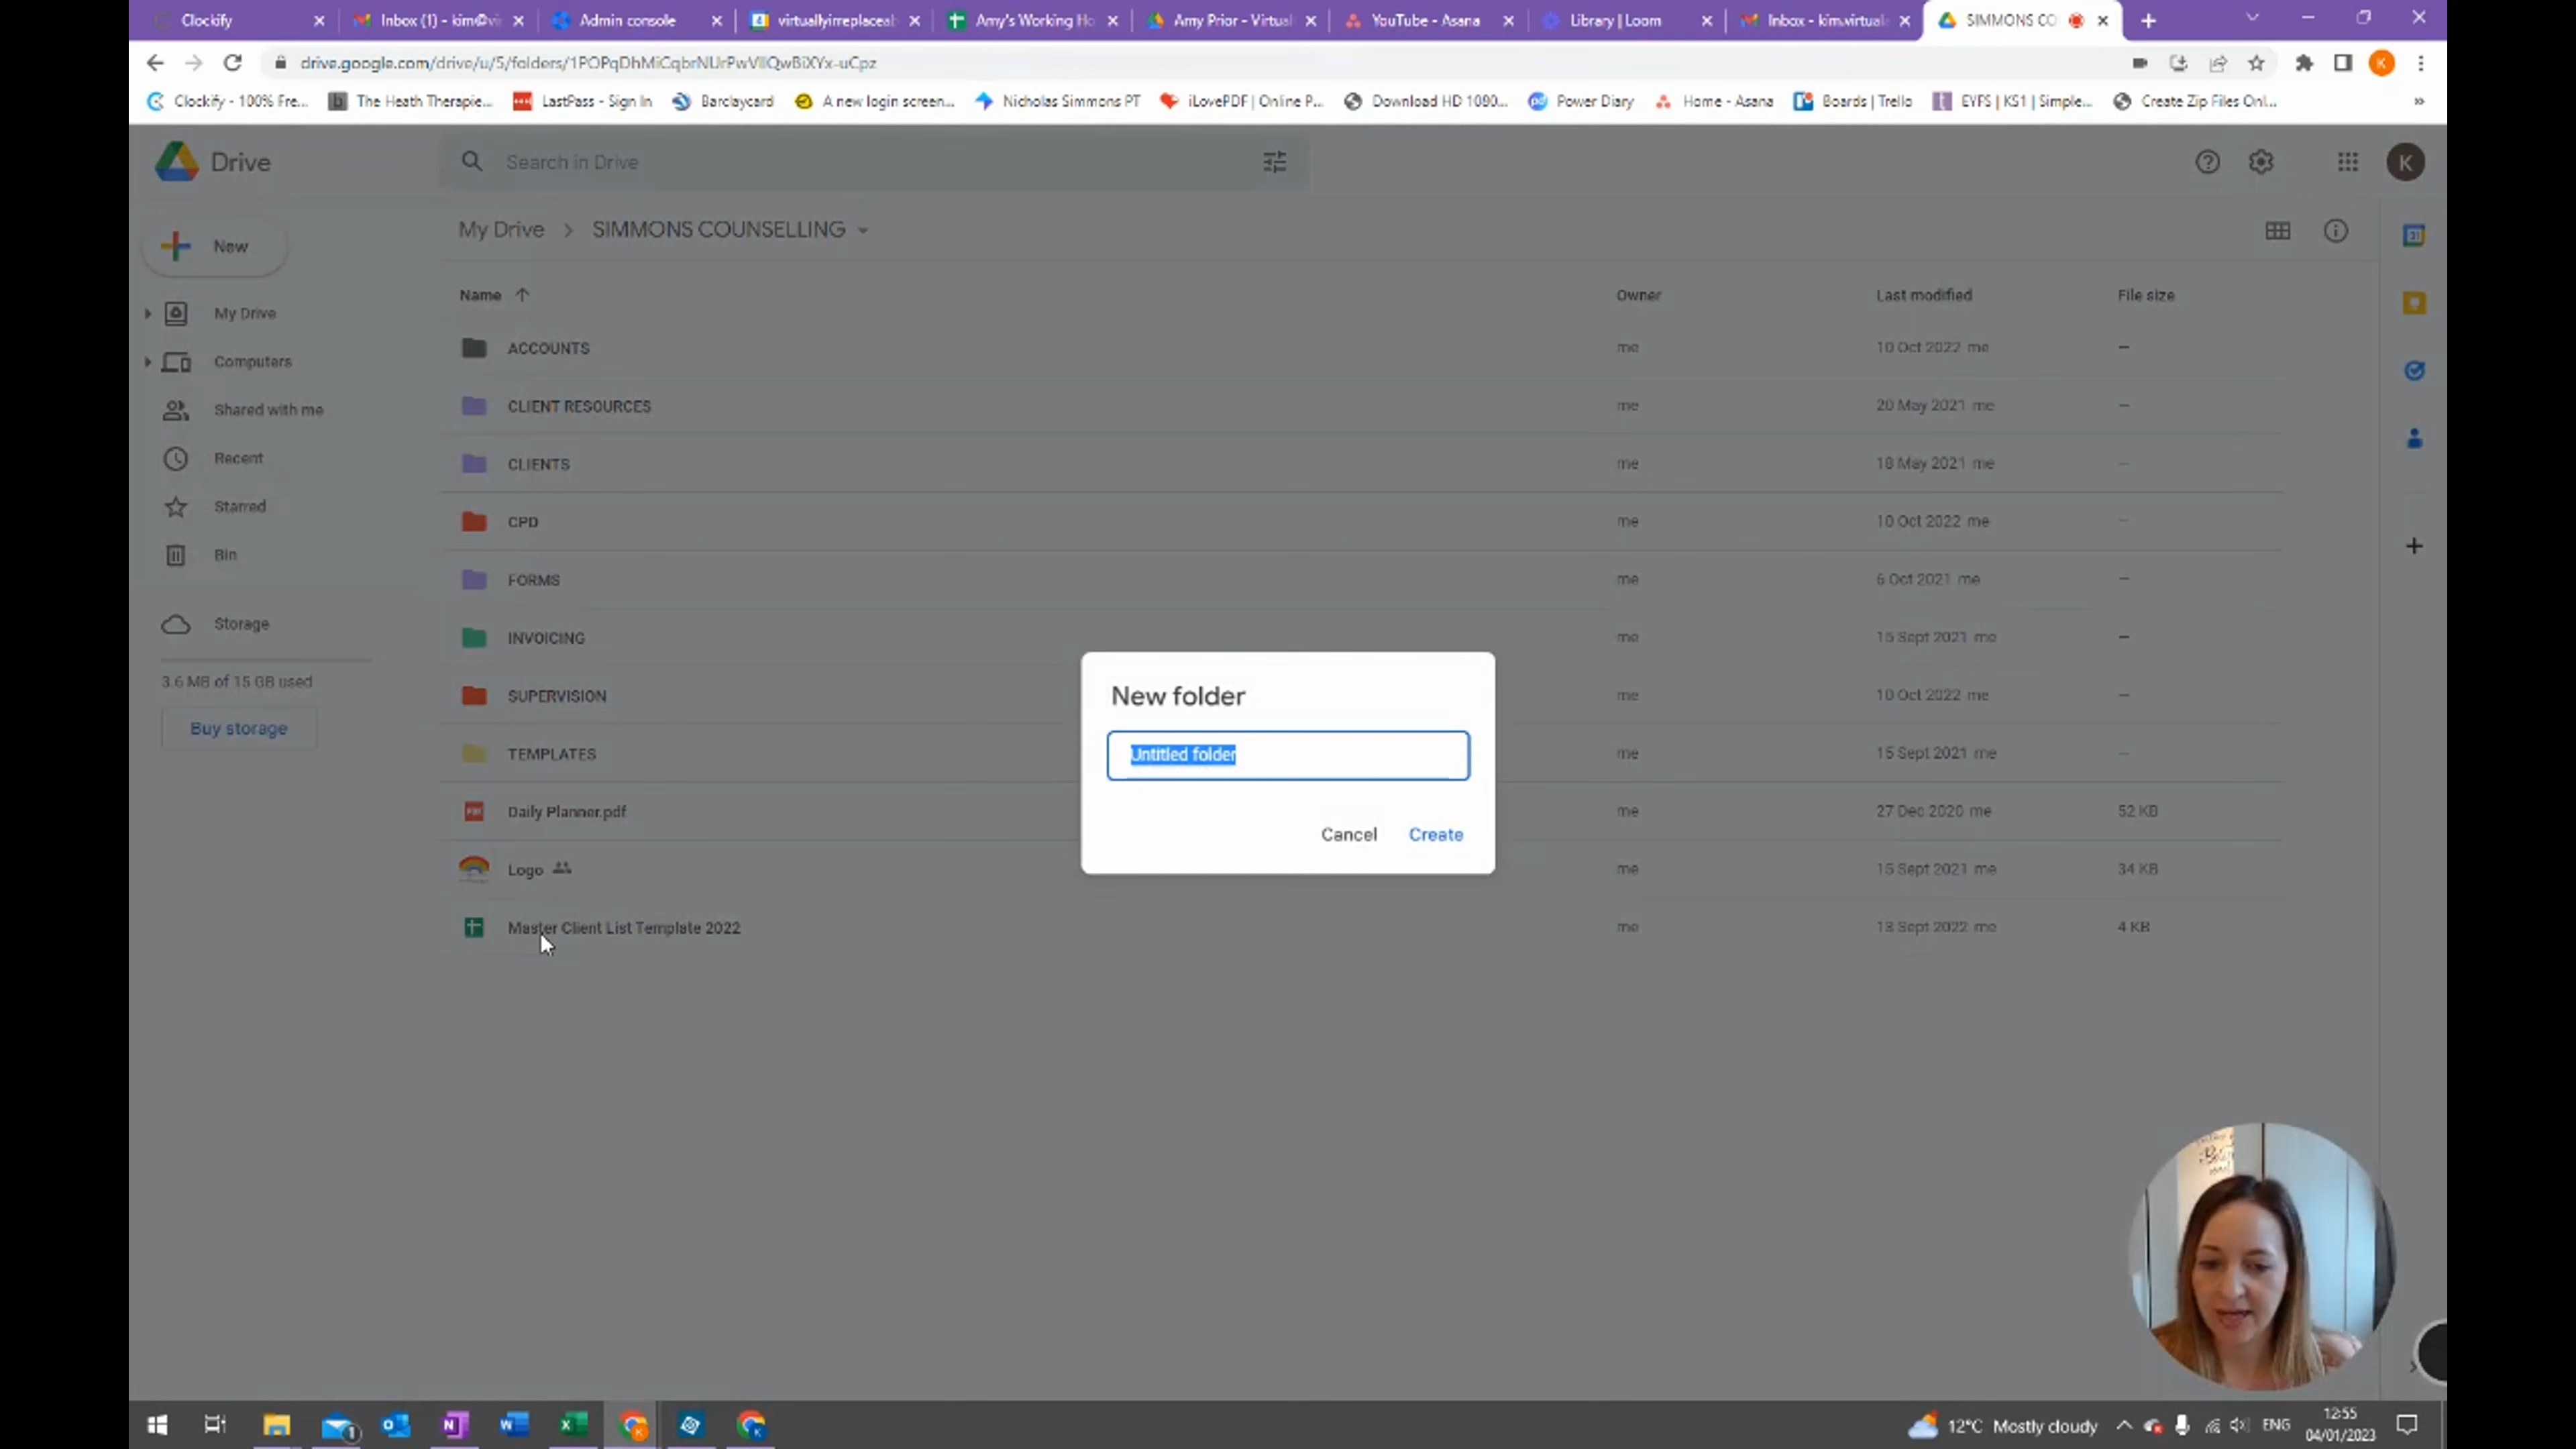 Clockify
Inbox (1) - kim@vir
Admin console
virtuallyirreplaceab
Amy's Working Ho
Amy Prior - Virtual
YouTube - Asana
Library | Loom
Inbox - kim.virtual
SIMMONS CO
drive.google.com/drive/u/5/folders/
Clockify - 100% Fre...
The Heath Therapie...
LastPass - Sign In
Barclaycard
A new login screen...
Nicholas Simmons PT
iLovePDF | Online P...
Download HD 1080...
Power Diary
Home - Asana
Boards | Trello
EYFS | KS1 | Simple...
Create Zip Files Onl...
»
Drive
Search in Drive
K
New
My Drive
Computers
Shared with me
Recent
Starred
Bin
Storage
3.6 MB of 15 GB used
Buy storage
My Drive > SIMMONS COUNSELLING
Name Owner Last modified File size
ACCOUNTS me 10 Oct 2022 me –
CLIENT RESOURCES me 20 May 2021 me –
CLIENTS me 18 May 2021 me –
CPD me 10 Oct 2022 me –
FORMS me 6 Oct 2021 me –
INVOICING me 15 Sept 2021 me –
SUPERVISION me 10 Oct 2022 me –
TEMPLATES me 15 Sept 2021 me –
Daily Planner.pdf me 27 Dec 2020 me 52 KB
Logo me 15 Sept 2021 me 34 KB
Master Client List Template 2022 me 13 Sept 2022 me 4 KB
New folder
Untitled folder
Cancel Create
12°C Mostly cloudy
ENG
12:55
04/01/2023